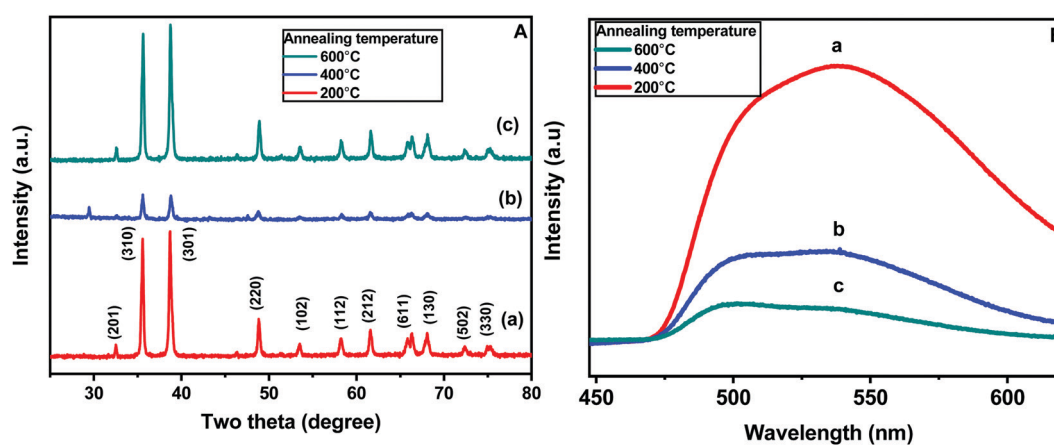 A
Annealing temperature
600°C
400°C
200°C
(c)
(b)
(a)
(201)
(310)
(301)
(220)
(102)
(112)
(212)
(611)
(130)
(502)
(330)
Intensity (a.u.)
30
40
50
60
70
80
Two theta (degree)
Annealing temperature
600°C
400°C
200°C
a
b
c
Intensity (a.u)
450
500
550
600
Wavelength (nm)